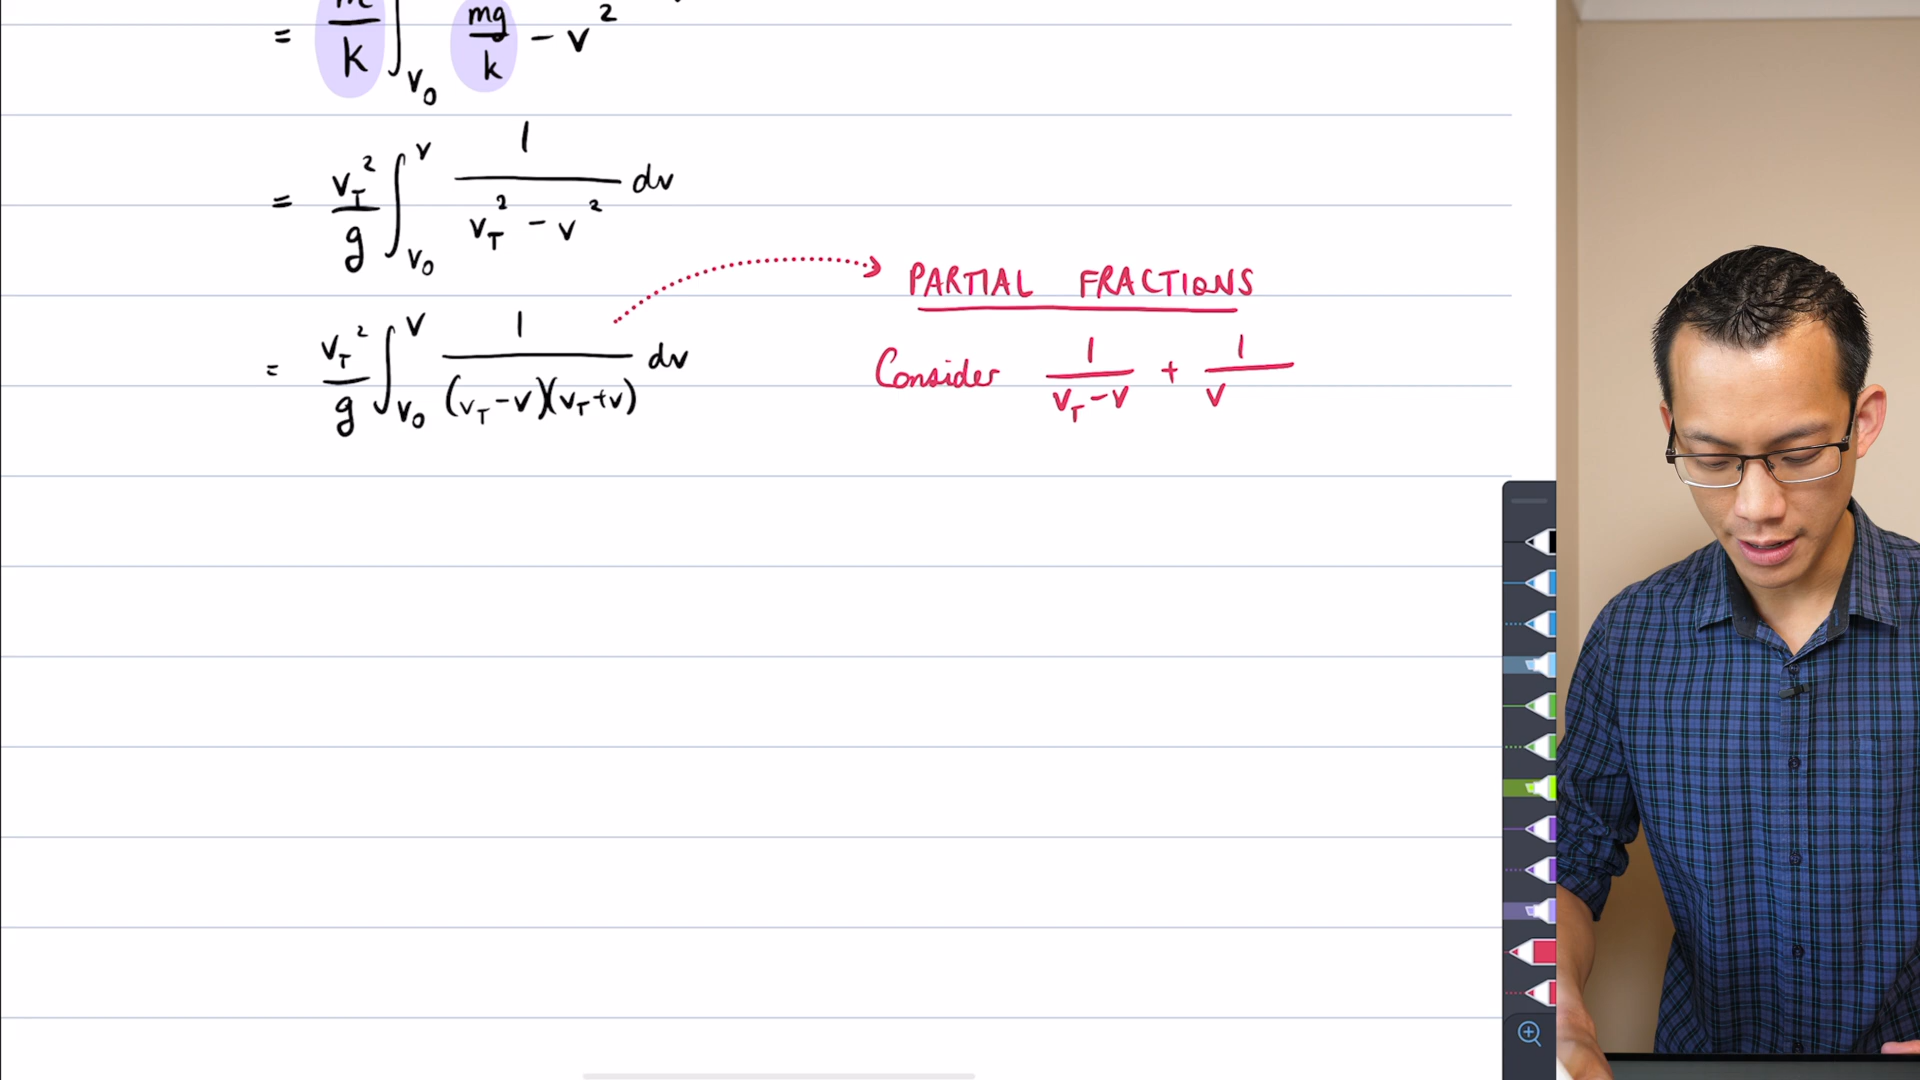 = m/k ∫_{v₀} mg/k − v²
= v_T²/g ∫_{v₀}^{v} 1/(v_T² − v²) dv
PARTIAL FRACTIONS
= v_T²/g ∫_{v₀}^{v} 1/((v_T − v)(v_T + v)) dv
Consider 1/(v_T − v) + 1/v